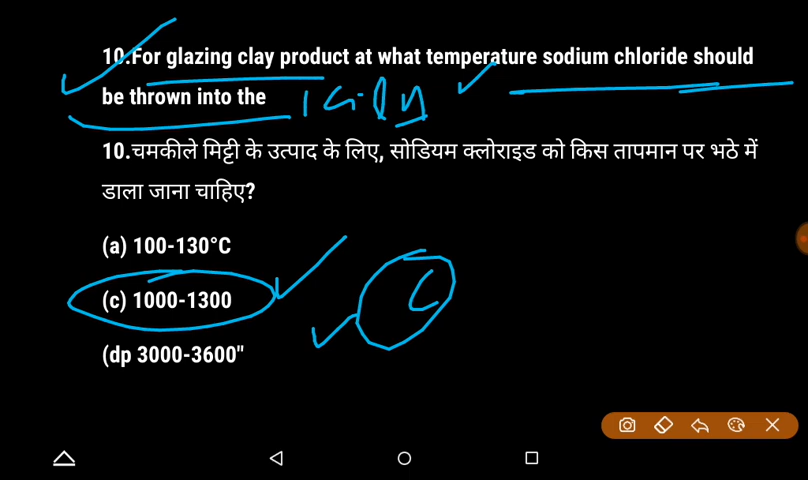 10.For glazing clay product at what temperature sodium chloride should
be thrown into the
10.चमकीले मिट्टी के उत्पाद के लिए, सोडियम क्लोराइड को किस तापमान पर भठे में
डाला जाना चाहिए?
(a) 100-130°C
(c) 1000-1300
C
(dp 3000-3600"